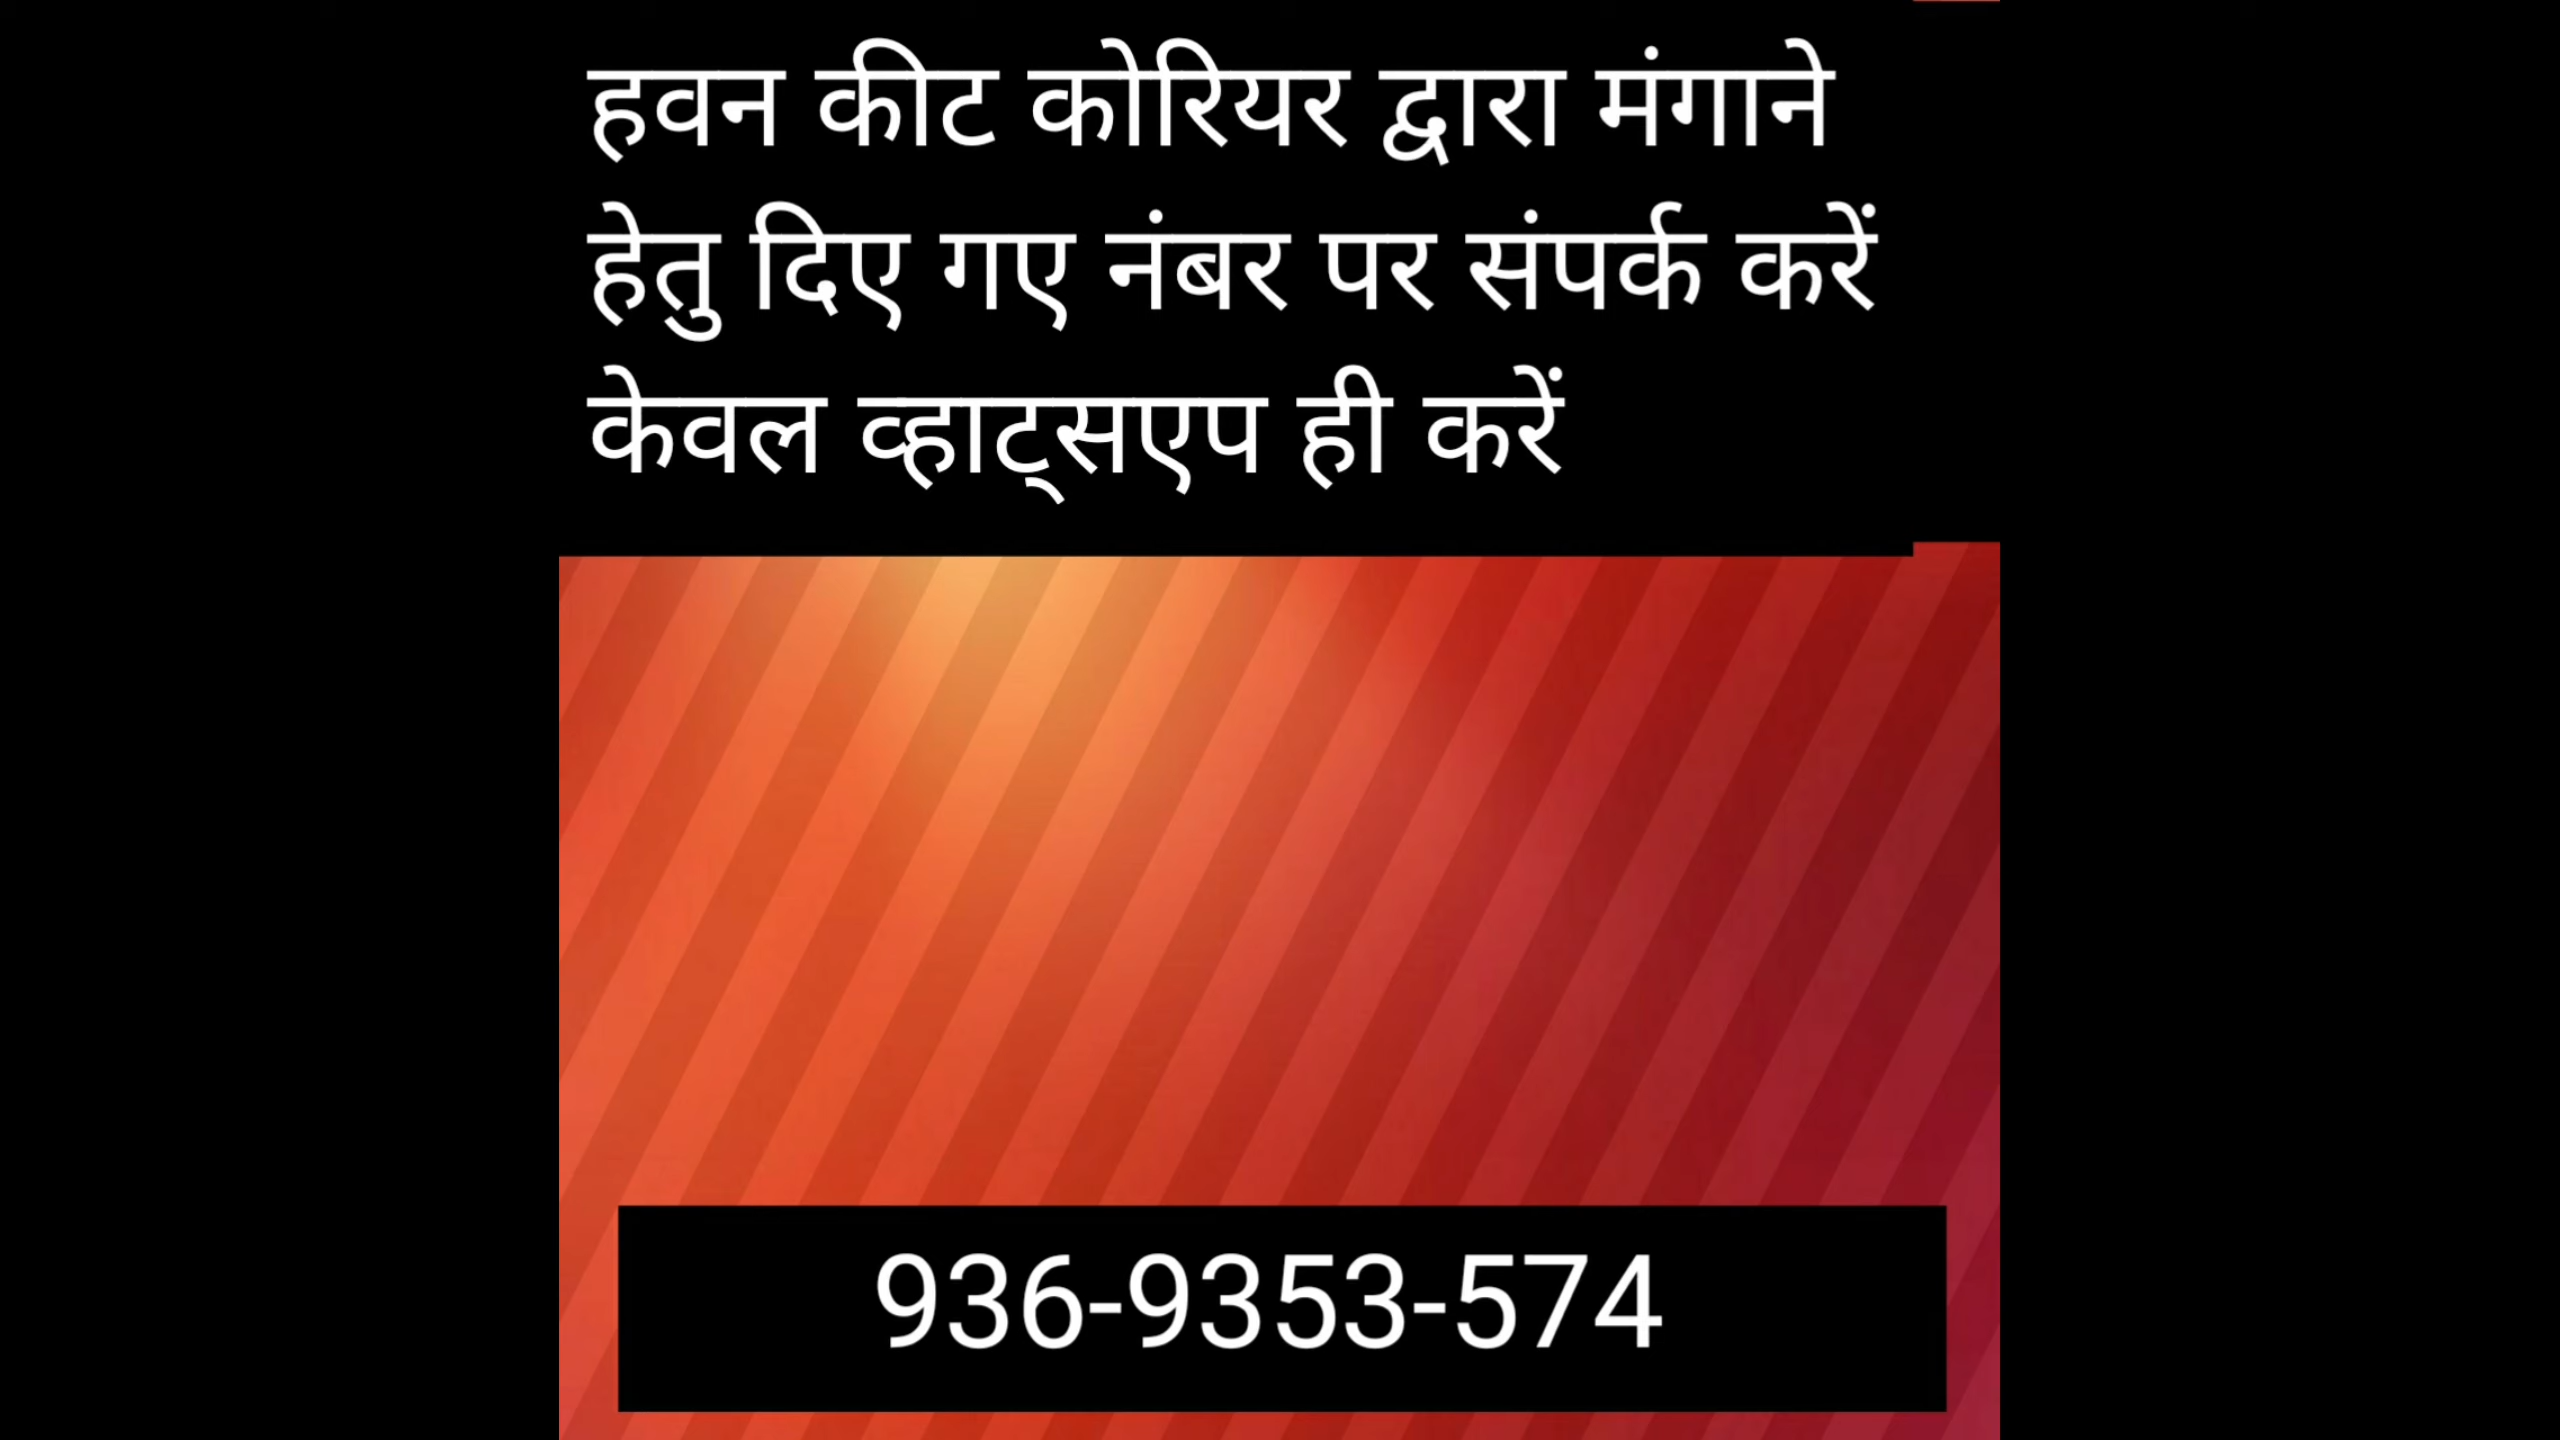 हवन कीट कोरियर द्वारा मंगाने
हेतु दिए गए नंबर पर संपर्क करें
केवल व्हाट्सएप ही करें
936-9353-574